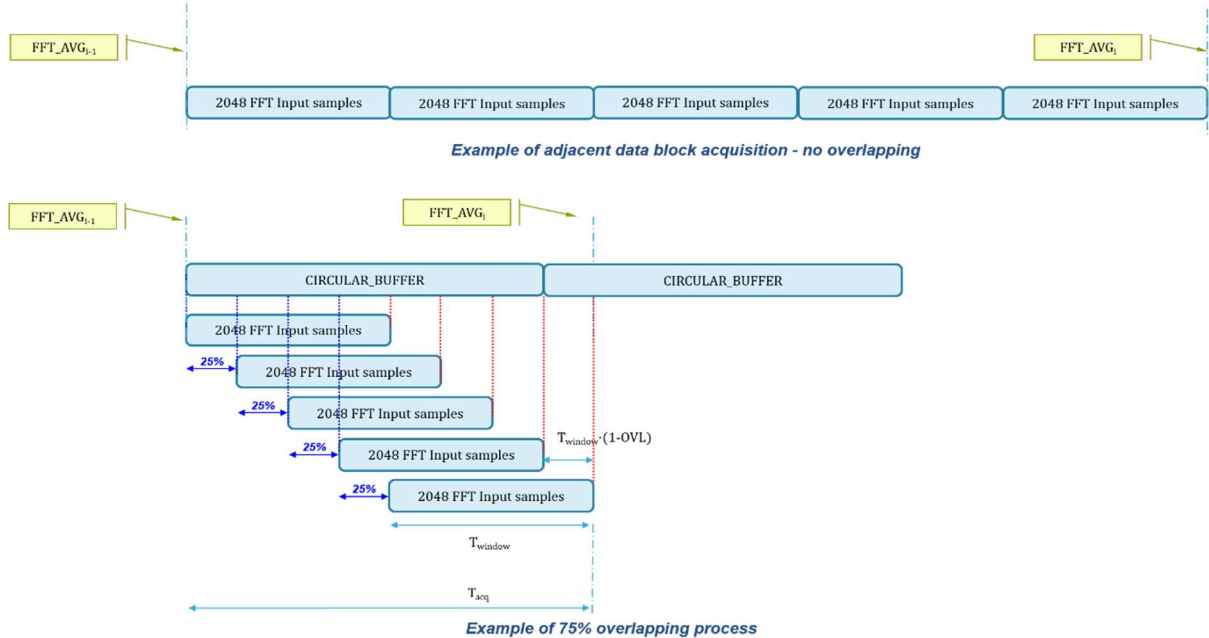 FFT_AVGi-1
FFT_AVGi
2048 FFT Input samples
2048 FFT Input samples
2048 FFT Input samples
2048 FFT Input samples
2048 FFT Input samples
Example of adjacent data block acquisition - no overlapping
FFT_AVGi-1
FFT_AVGi
CIRCULAR_BUFFER
CIRCULAR_BUFFER
2048 FFT Input samples
25%
2048 FFT Input samples
25%
2048 FFT Input samples
Twindow·(1-OVL)
25%
2048 FFT Input samples
25%
2048 FFT Input samples
Twindow
Tacq
Example of 75% overlapping process